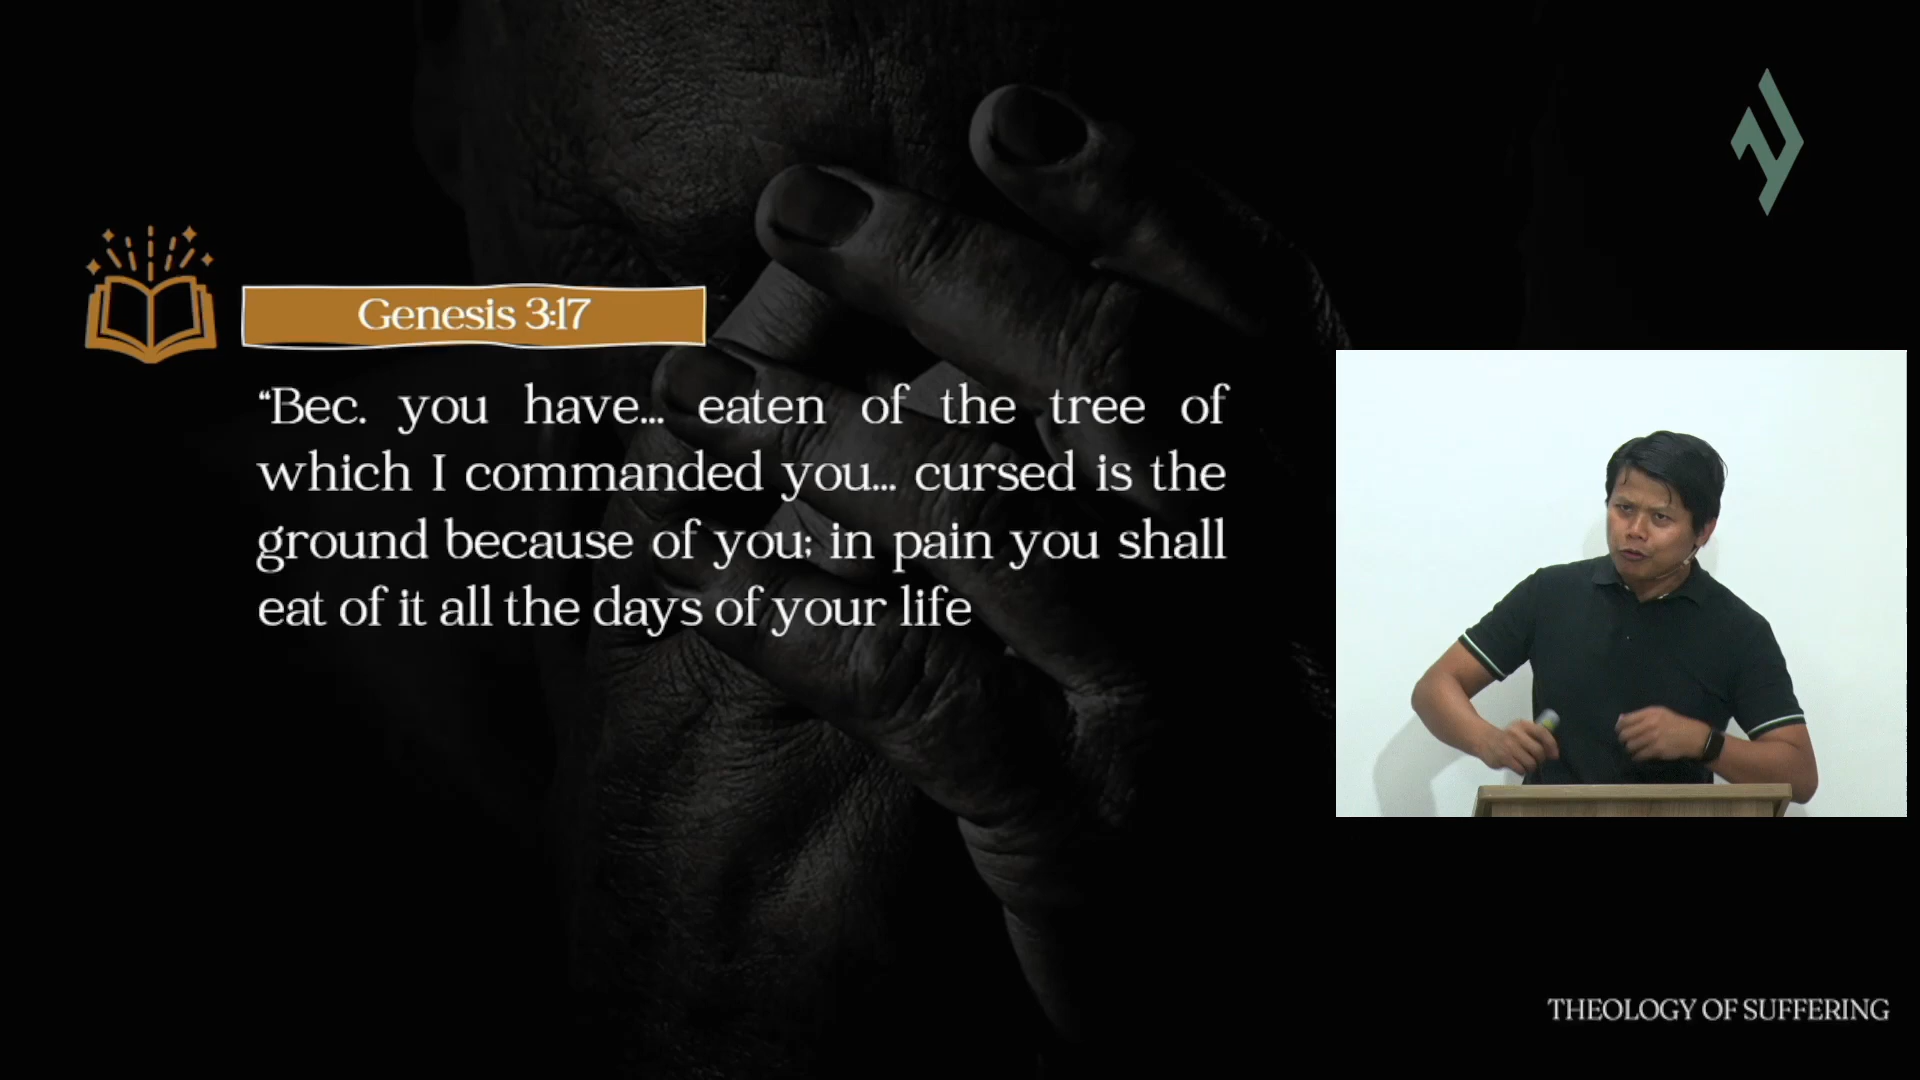 Genesis 3:17
“Bec. you have... eaten of the tree of
which I commanded you... cursed is the
ground because of you; in pain you shall
eat of it all the days of your life
THEOLOGY OF SUFFERING